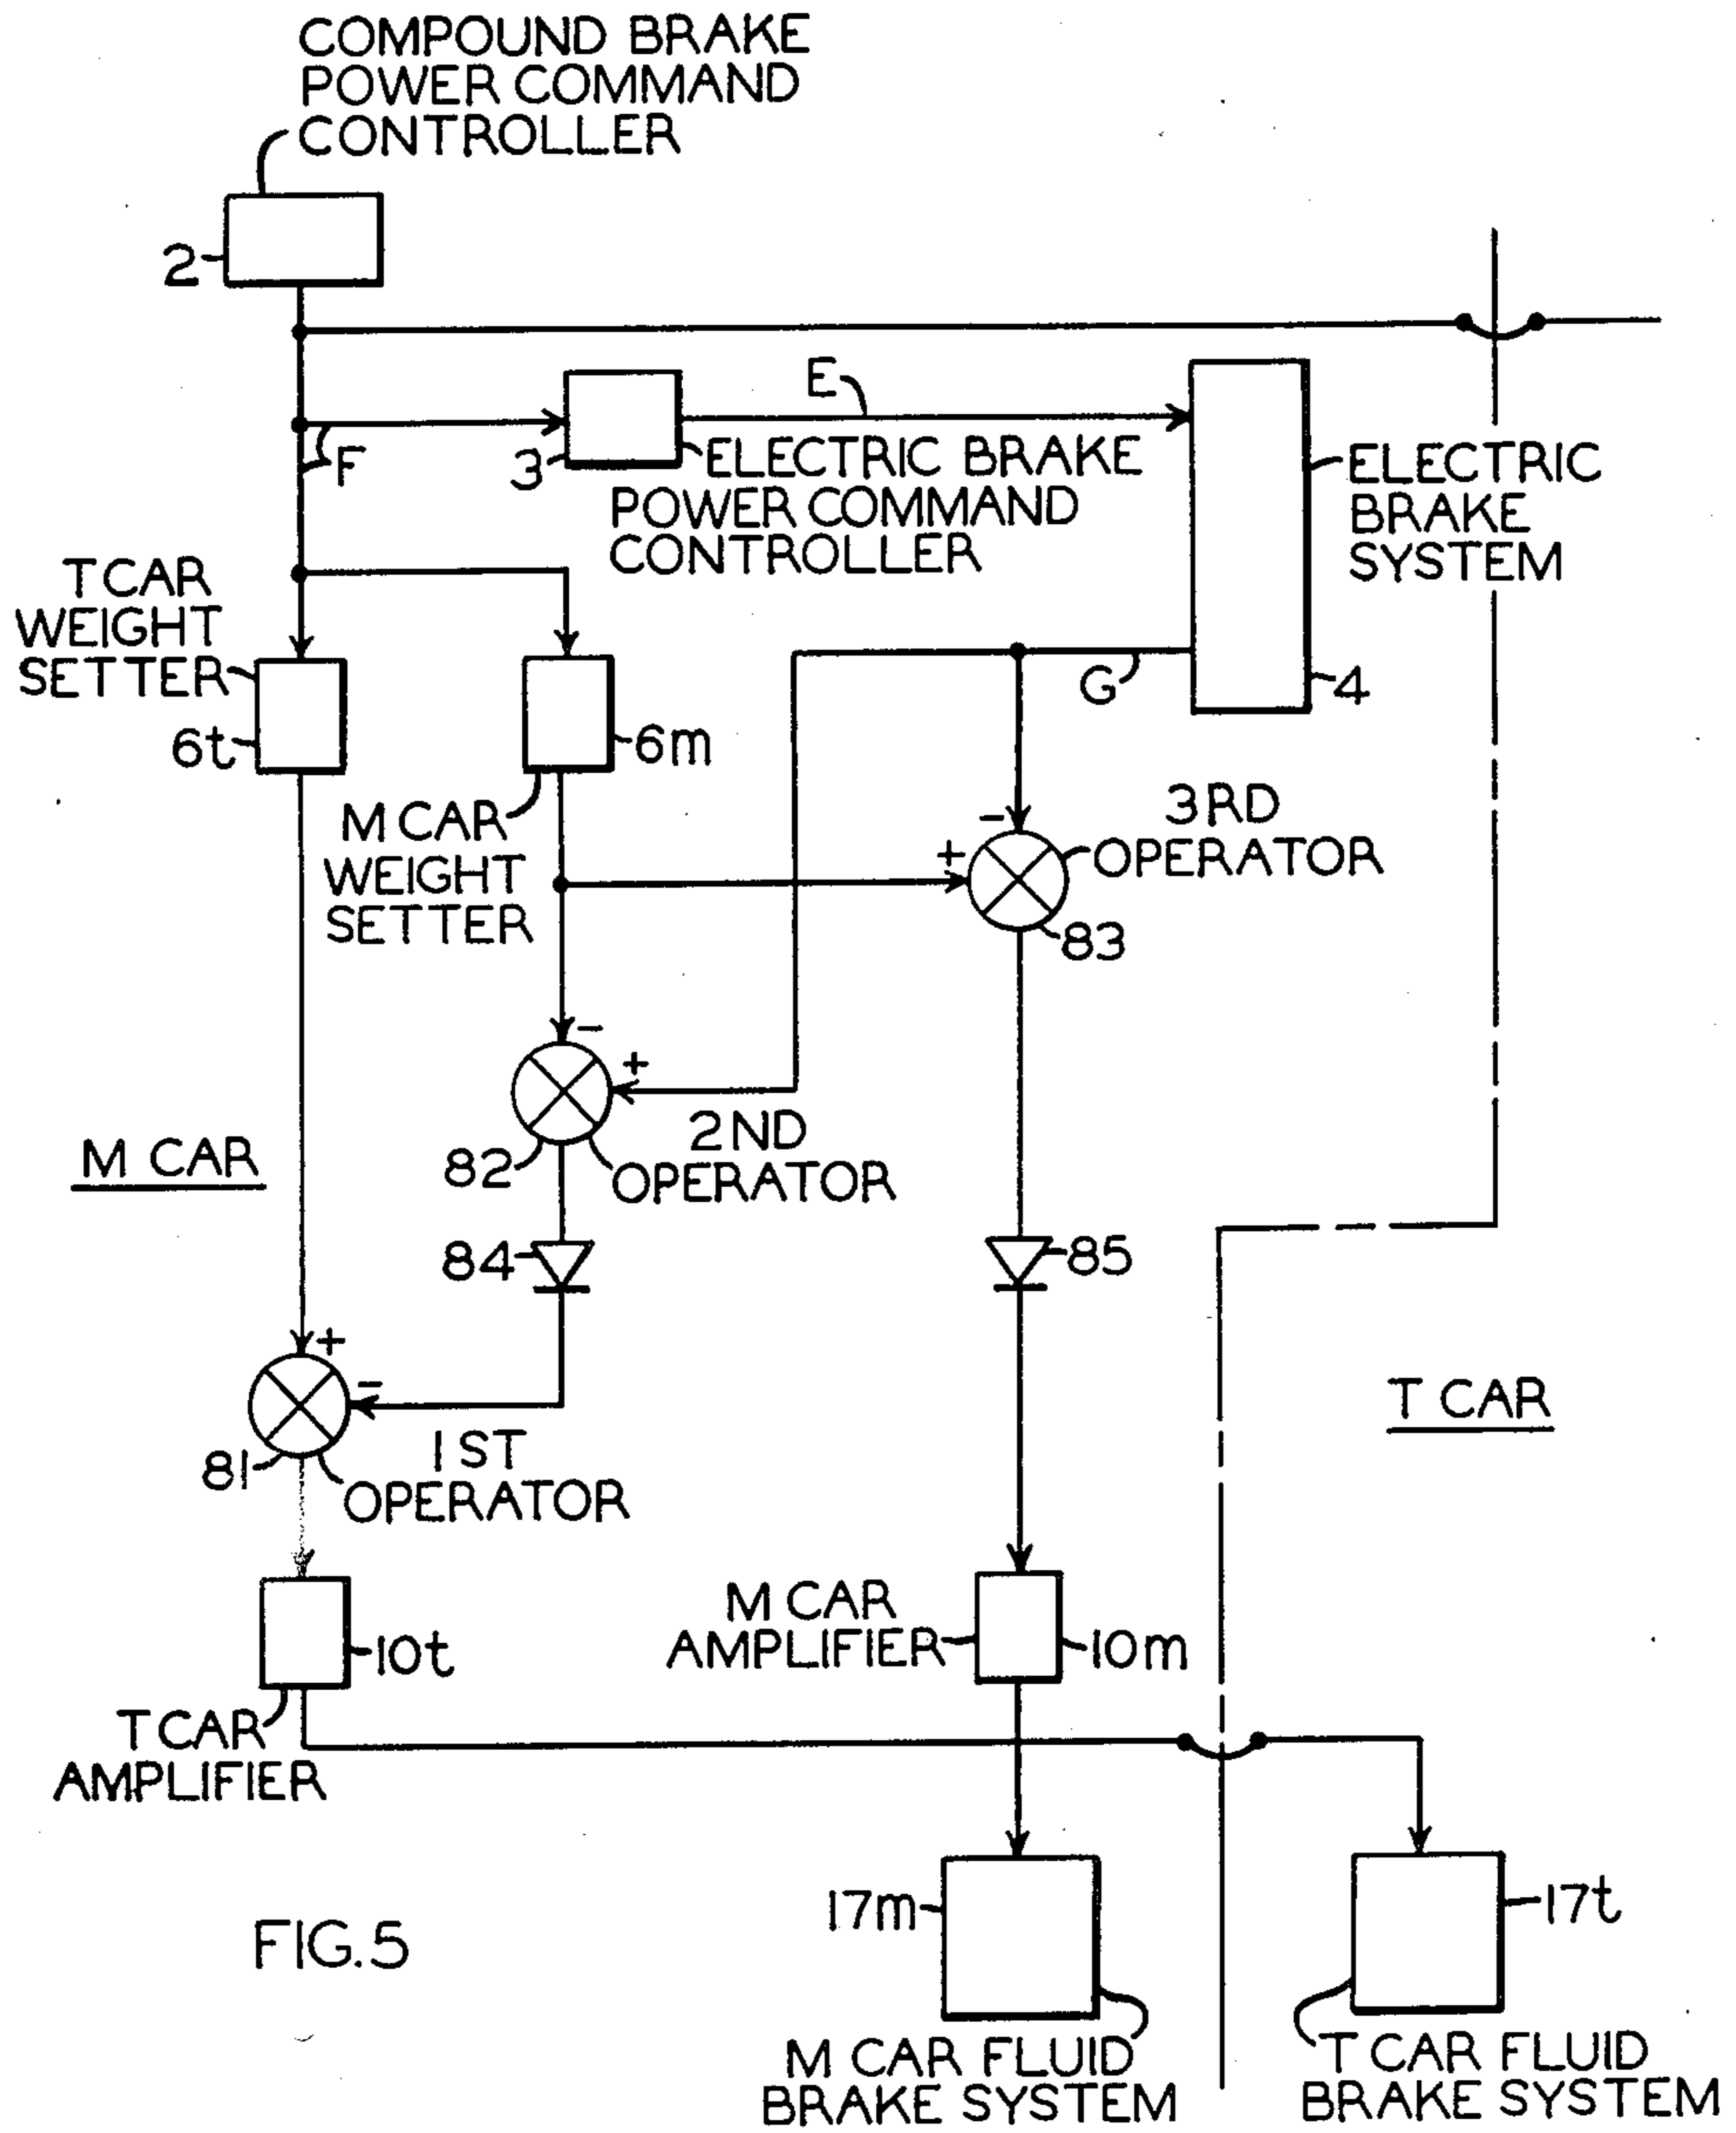 COMPOUND BRAKE
POWER COMMAND
CONTROLLER
2
E
F
3
ELECTRIC BRAKE
POWER COMMAND
CONTROLLER
ELECTRIC
BRAKE
SYSTEM
T CAR
WEIGHT
SETTER
6t
6m
G
4
M CAR
WEIGHT
SETTER
-
+
3RD
OPERATOR
83
-
+
82
2ND
OPERATOR
M CAR
84
85
+
-
81
1ST
OPERATOR
T CAR
10t
T CAR
AMPLIFIER
M CAR
AMPLIFIER
10m
17m
17t
FIG.5
M CAR FLUID
BRAKE SYSTEM
T CAR FLUID
BRAKE SYSTEM